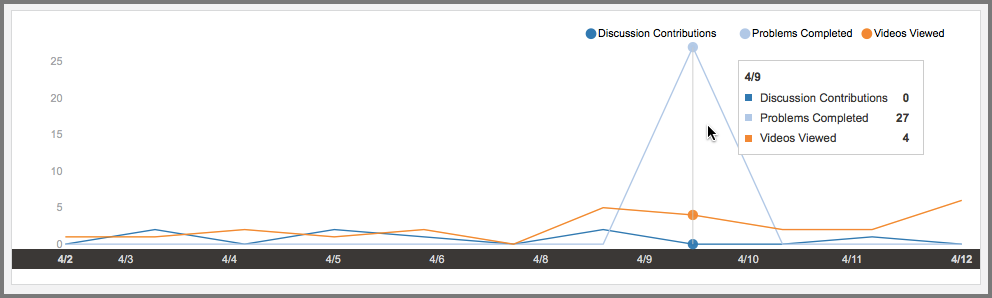 Discussion Contributions Problems Completed Videos Viewed
25
20
15
10
5
0
4/9
Discussion Contributions 0
Problems Completed 27
Videos Viewed 4
4/2 4/3 4/4 4/5 4/6 4/8 4/9 4/10 4/11 4/12